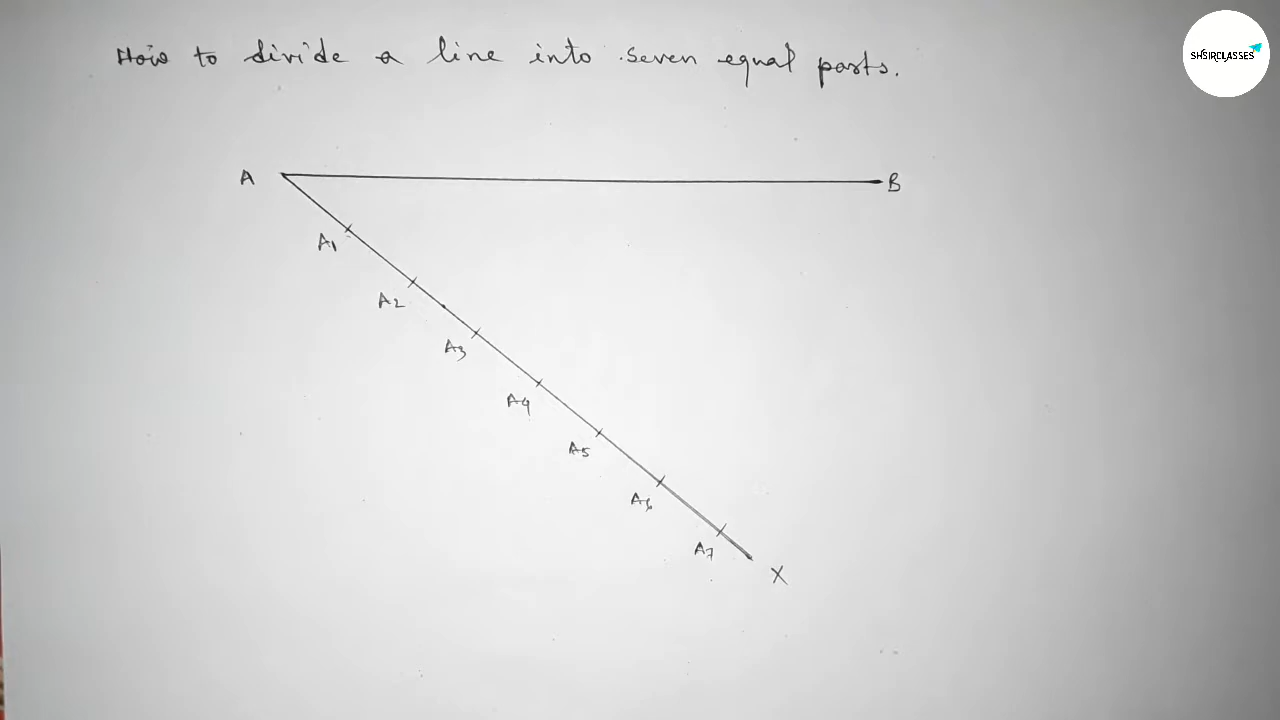 How to divide a line into seven equal parts.
SHSIRCLASSES
A
B
A1
A2
A3
A4
A5
A6
A7
X